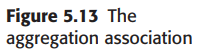 Figure 5.13 The
aggregation association